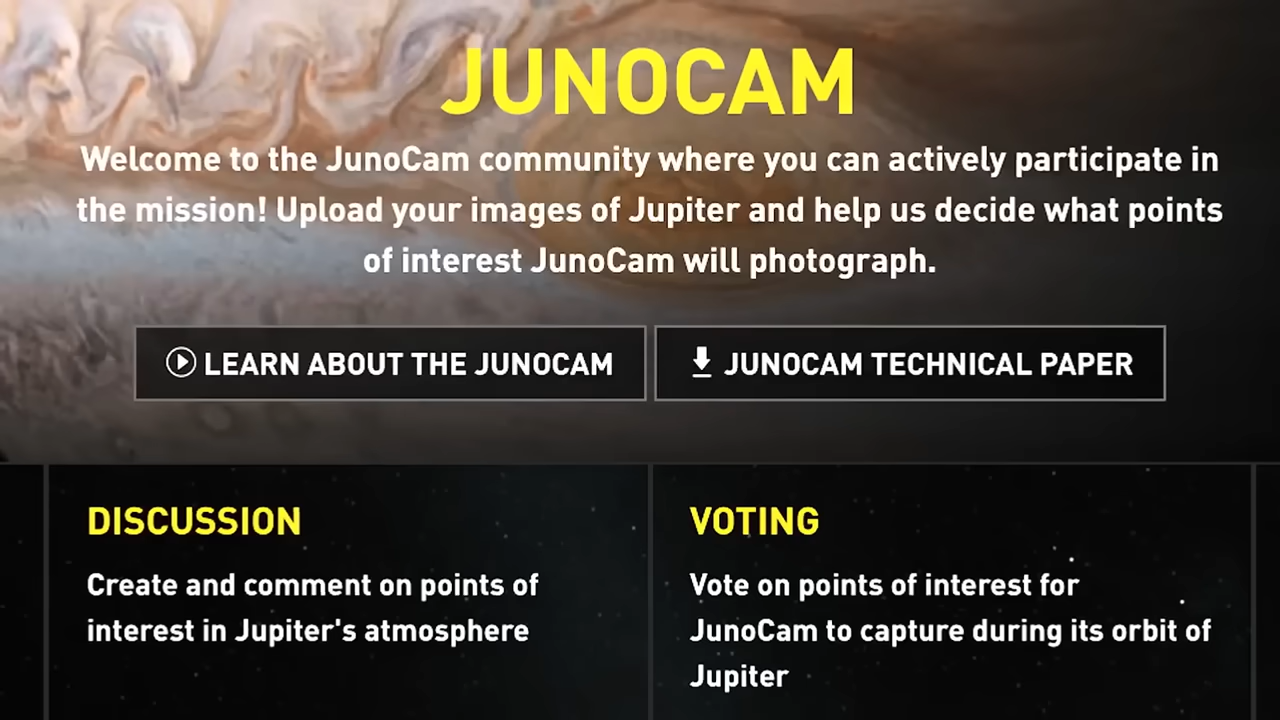 JUNOCAM
Welcome to the JunoCam community where you can actively participate in
the mission! Upload your images of Jupiter and help us decide what points
of interest JunoCam will photograph.
LEARN ABOUT THE JUNOCAM
JUNOCAM TECHNICAL PAPER
DISCUSSION
Create and comment on points of
interest in Jupiter's atmosphere
VOTING
Vote on points of interest for
JunoCam to capture during its orbit of
Jupiter